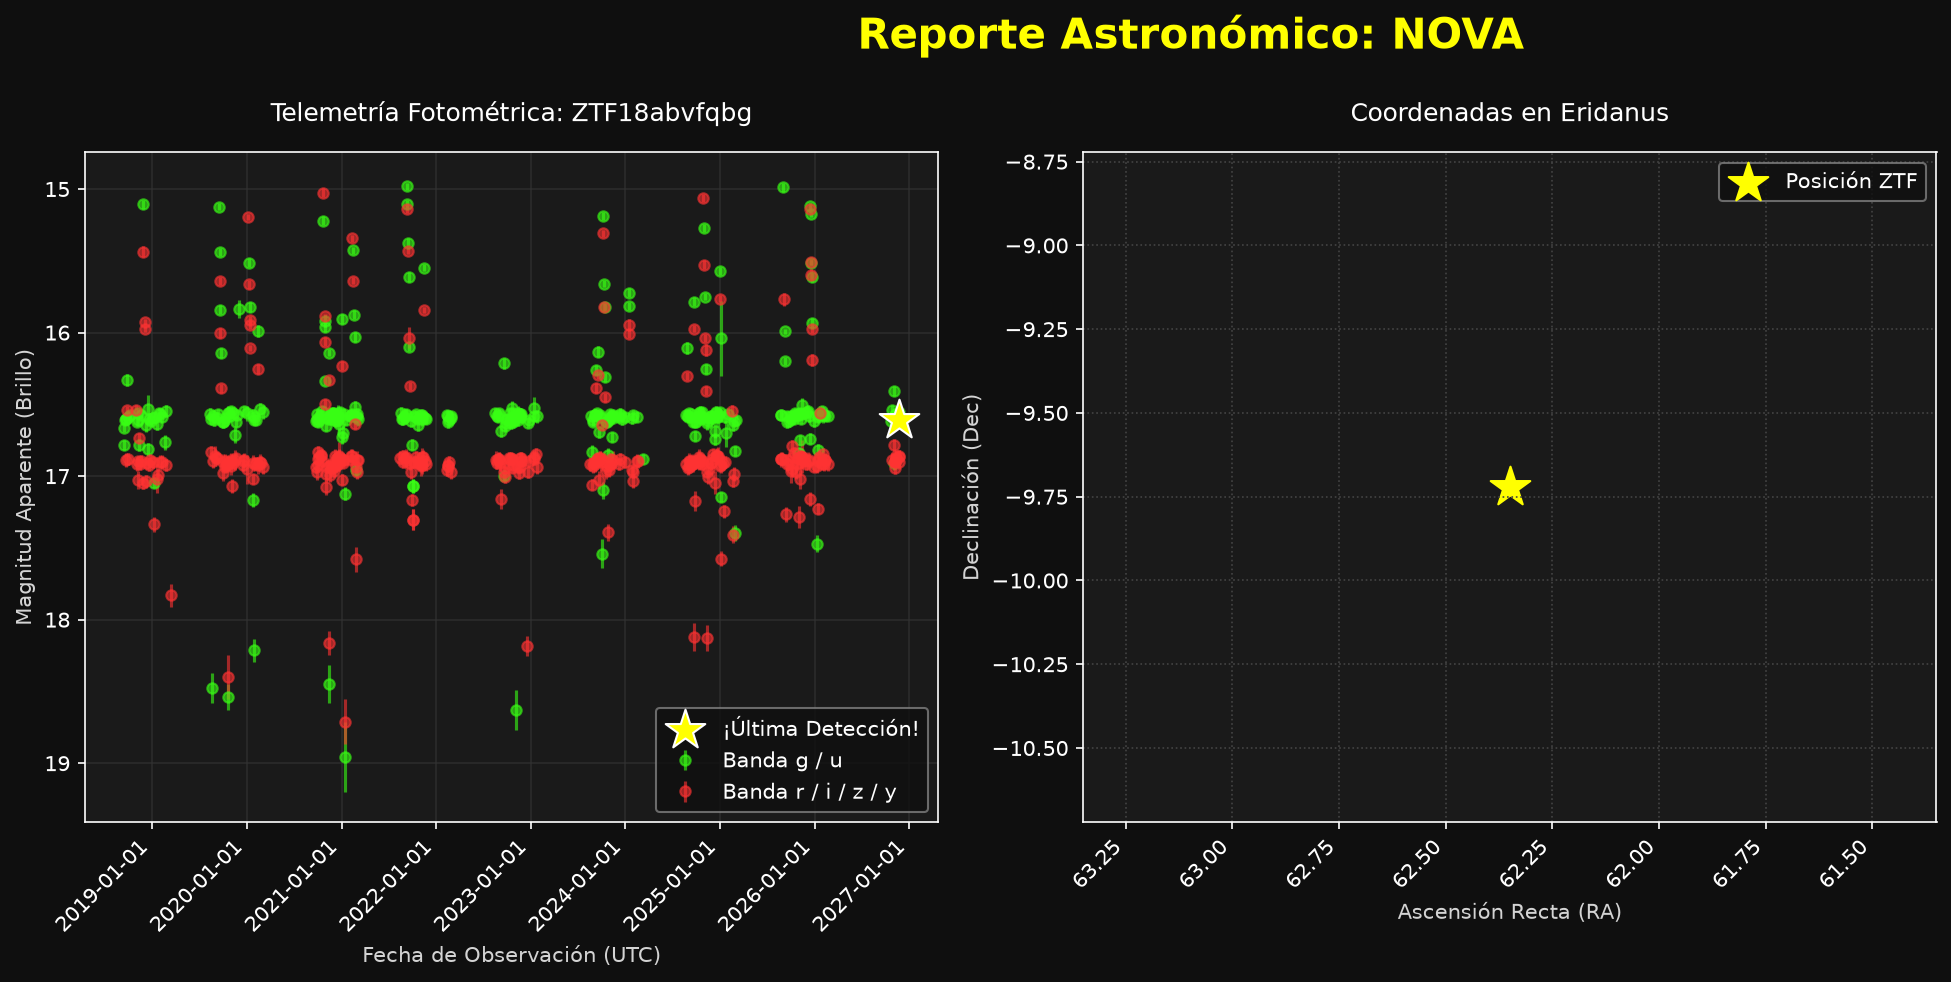 Reporte Astronómico: NOVA
Telemetría Fotométrica: ZTF18abvfqbg
Magnitud Aparente (Brillo)
15
16
17
18
19
¡Última Detección!
Banda g / u
Banda r / i / z / y
2019-01-01
2020-01-01
2021-01-01
2022-01-01
2023-01-01
2024-01-01
2025-01-01
2026-01-01
2027-01-01
Fecha de Observación (UTC)
Coordenadas en Eridanus
Declinación (Dec)
−8.75
−9.00
−9.25
−9.50
−9.75
−10.00
−10.25
−10.50
Posición ZTF
63.25
63.00
62.75
62.50
62.25
62.00
61.75
61.50
Ascensión Recta (RA)